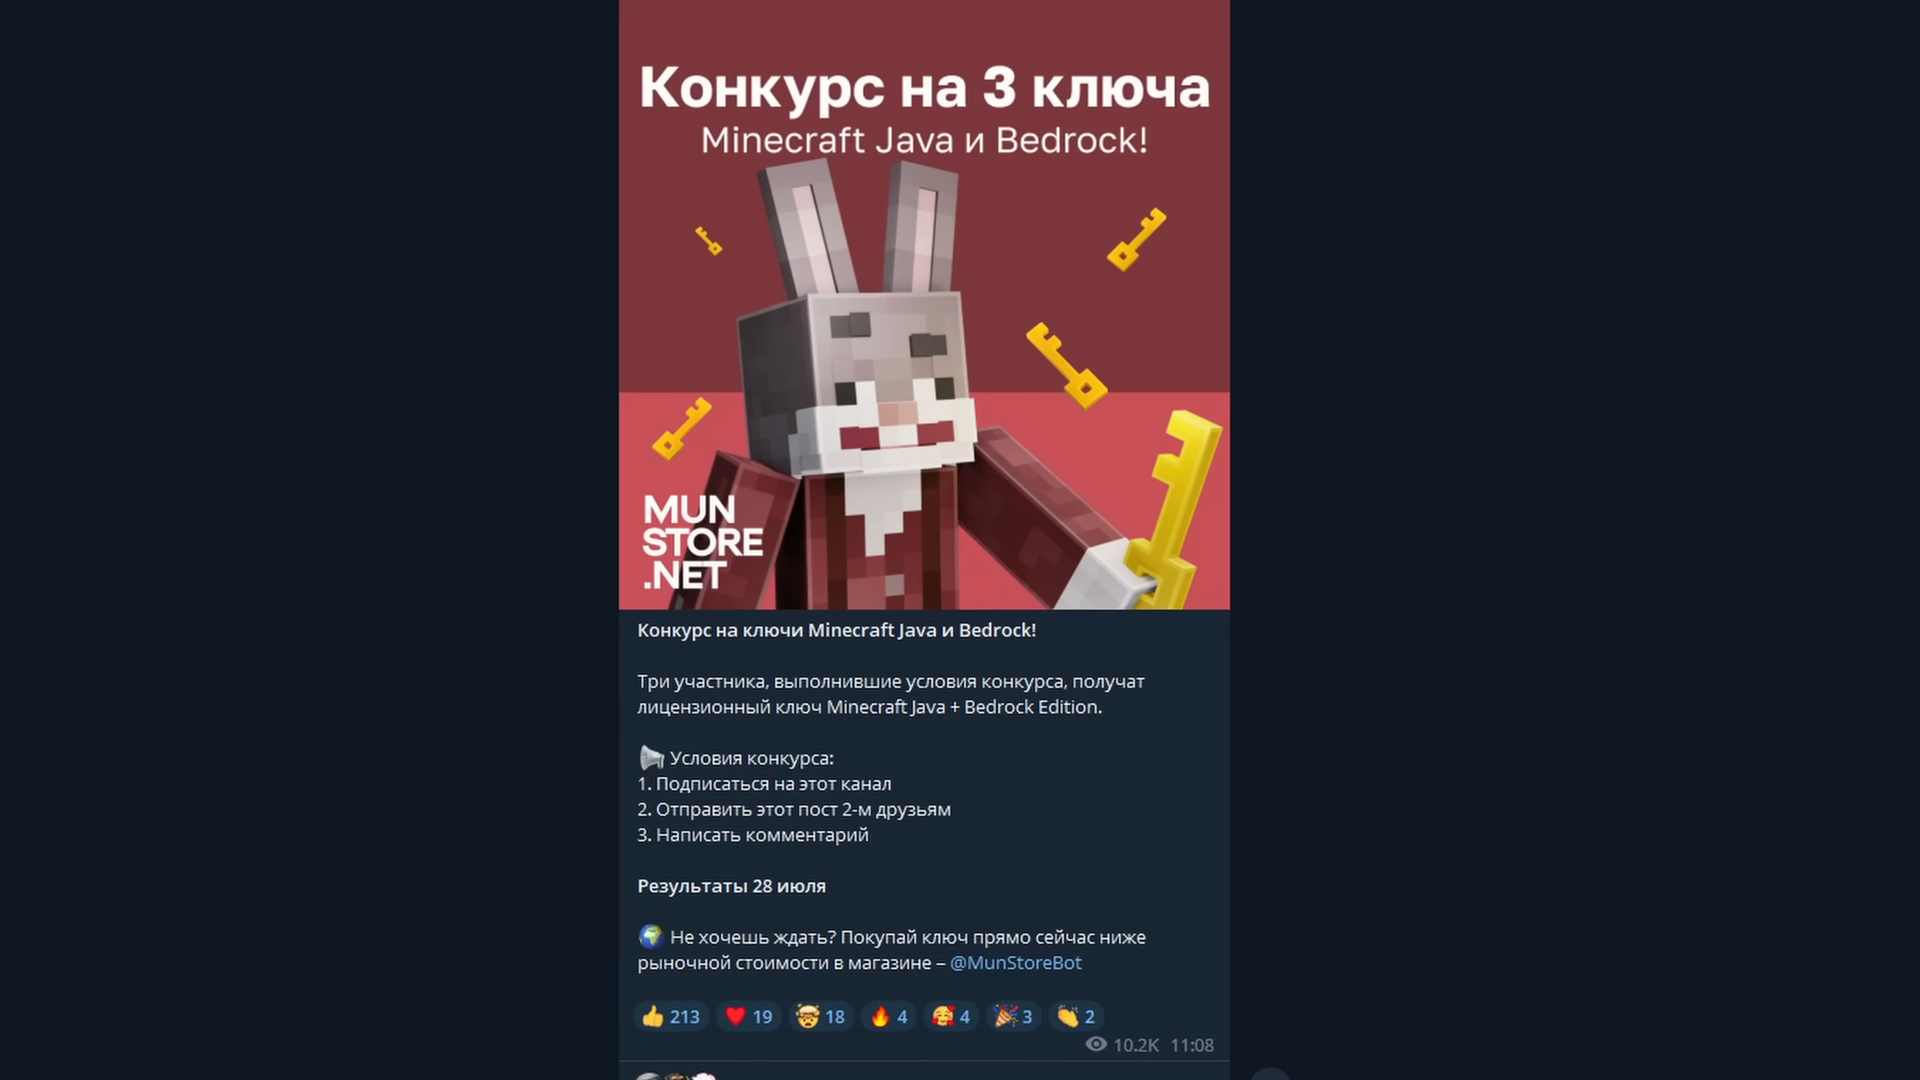 Конкурс на 3 ключа
Minecraft Java и Bedrock!
MUN
STORE
.NET
Конкурс на ключи Minecraft Java и Bedrock!
Три участника, выполнившие условия конкурса, получат
лицензионный ключ Minecraft Java + Bedrock Edition.
Условия конкурса:
1. Подписаться на этот канал
2. Отправить этот пост 2-м друзьям
3. Написать комментарий
Результаты 28 июля
Не хочешь ждать? Покупай ключ прямо сейчас ниже
рыночной стоимости в магазине – @MunStoreBot
213 19 18 4 4 3 2
10.2K 11:08